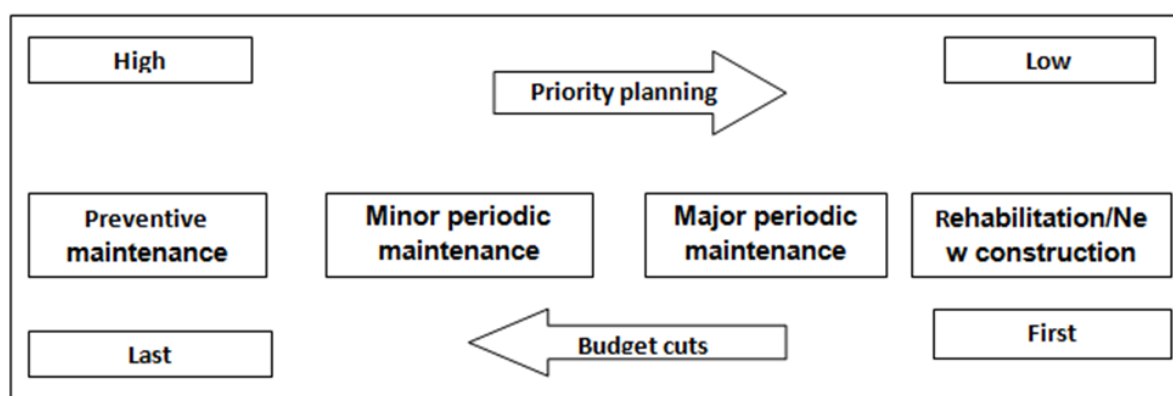 High
Low
Priority planning
Preventive
maintenance
Minor periodic
maintenance
Major periodic
maintenance
Rehabilitation/Ne
w construction
Last
Budget cuts
First